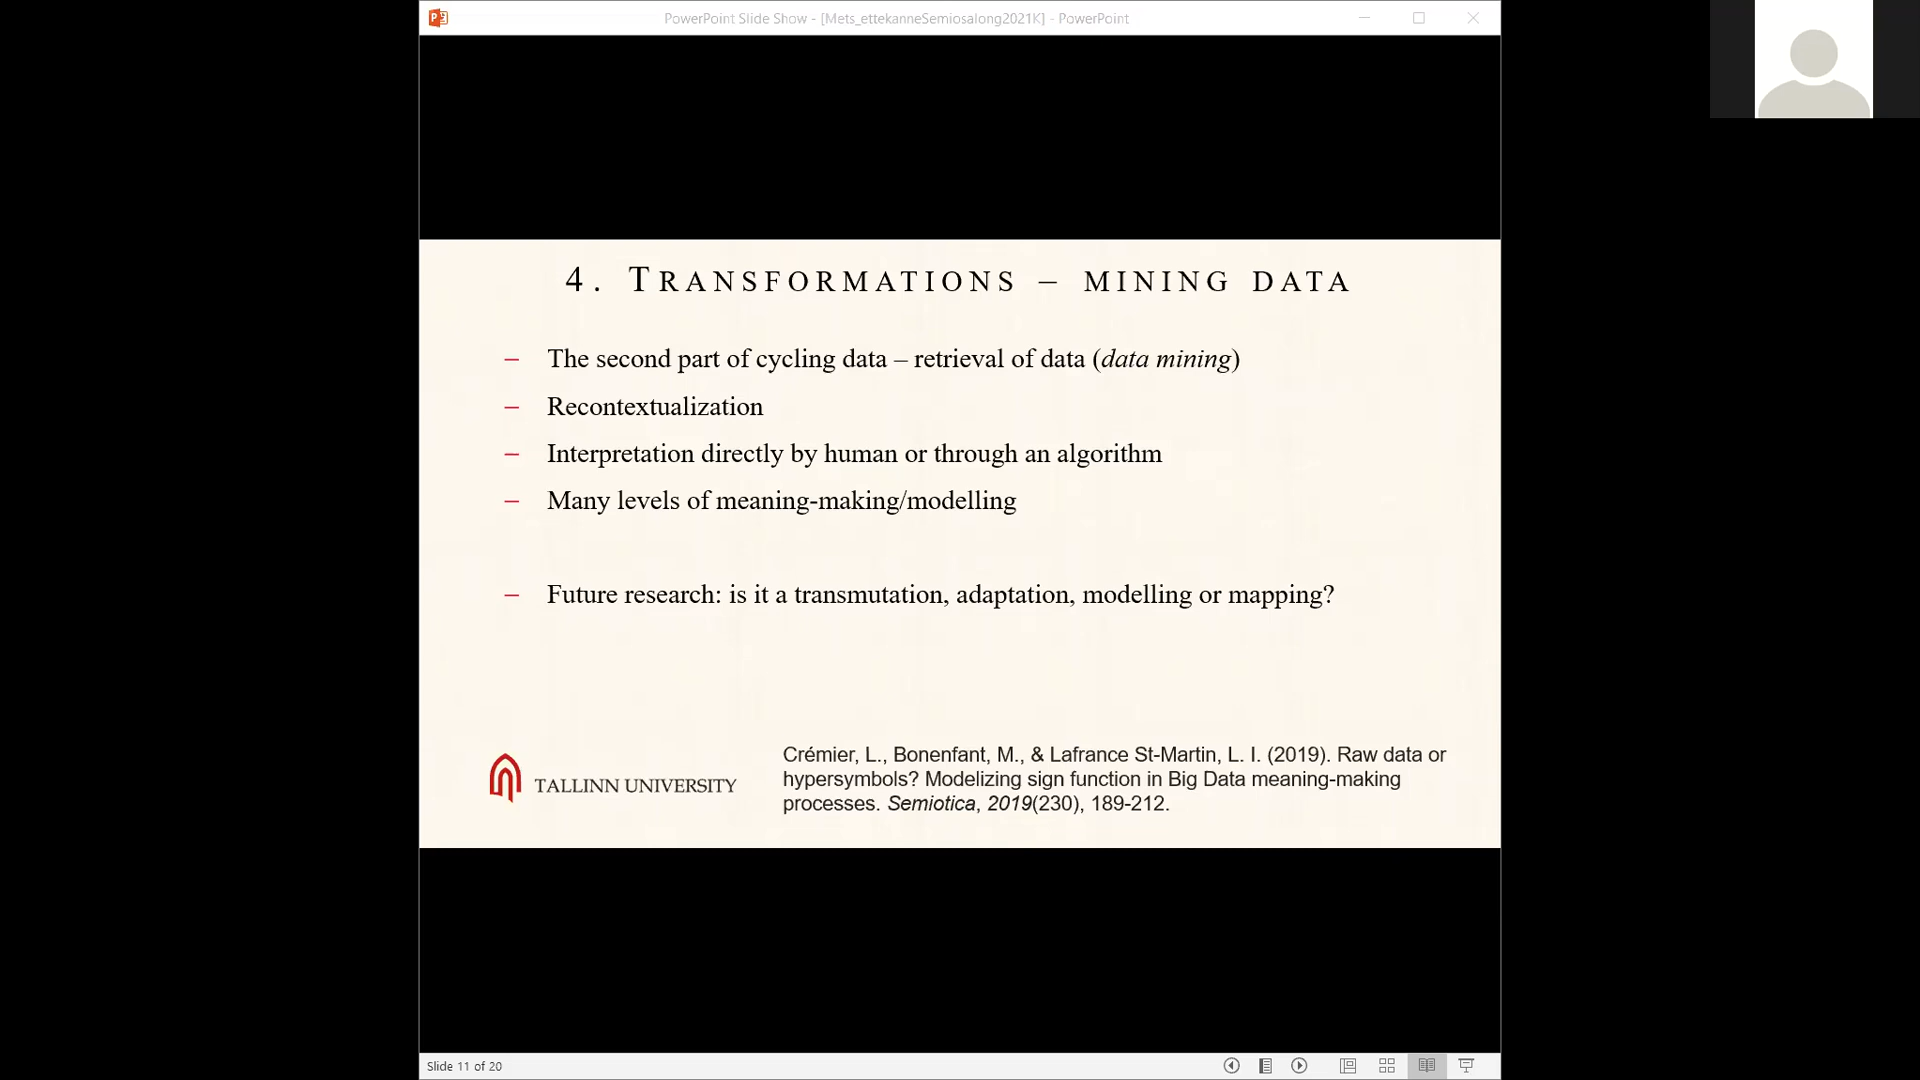 PowerPoint Slide Show - [Mets_ettekanneSemiosalong2021K] - PowerPoint
4. Transformations – mining data
– The second part of cycling data – retrieval of data (data mining)
– Recontextualization
– Interpretation directly by human or through an algorithm
– Many levels of meaning-making/modelling
– Future research: is it a transmutation, adaptation, modelling or mapping?
TALLINN UNIVERSITY
Crémier, L., Bonenfant, M., & Lafrance St-Martin, L. I. (2019). Raw data or
hypersymbols? Modelizing sign function in Big Data meaning-making
processes. Semiotica, 2019(230), 189-212.
Slide 11 of 20